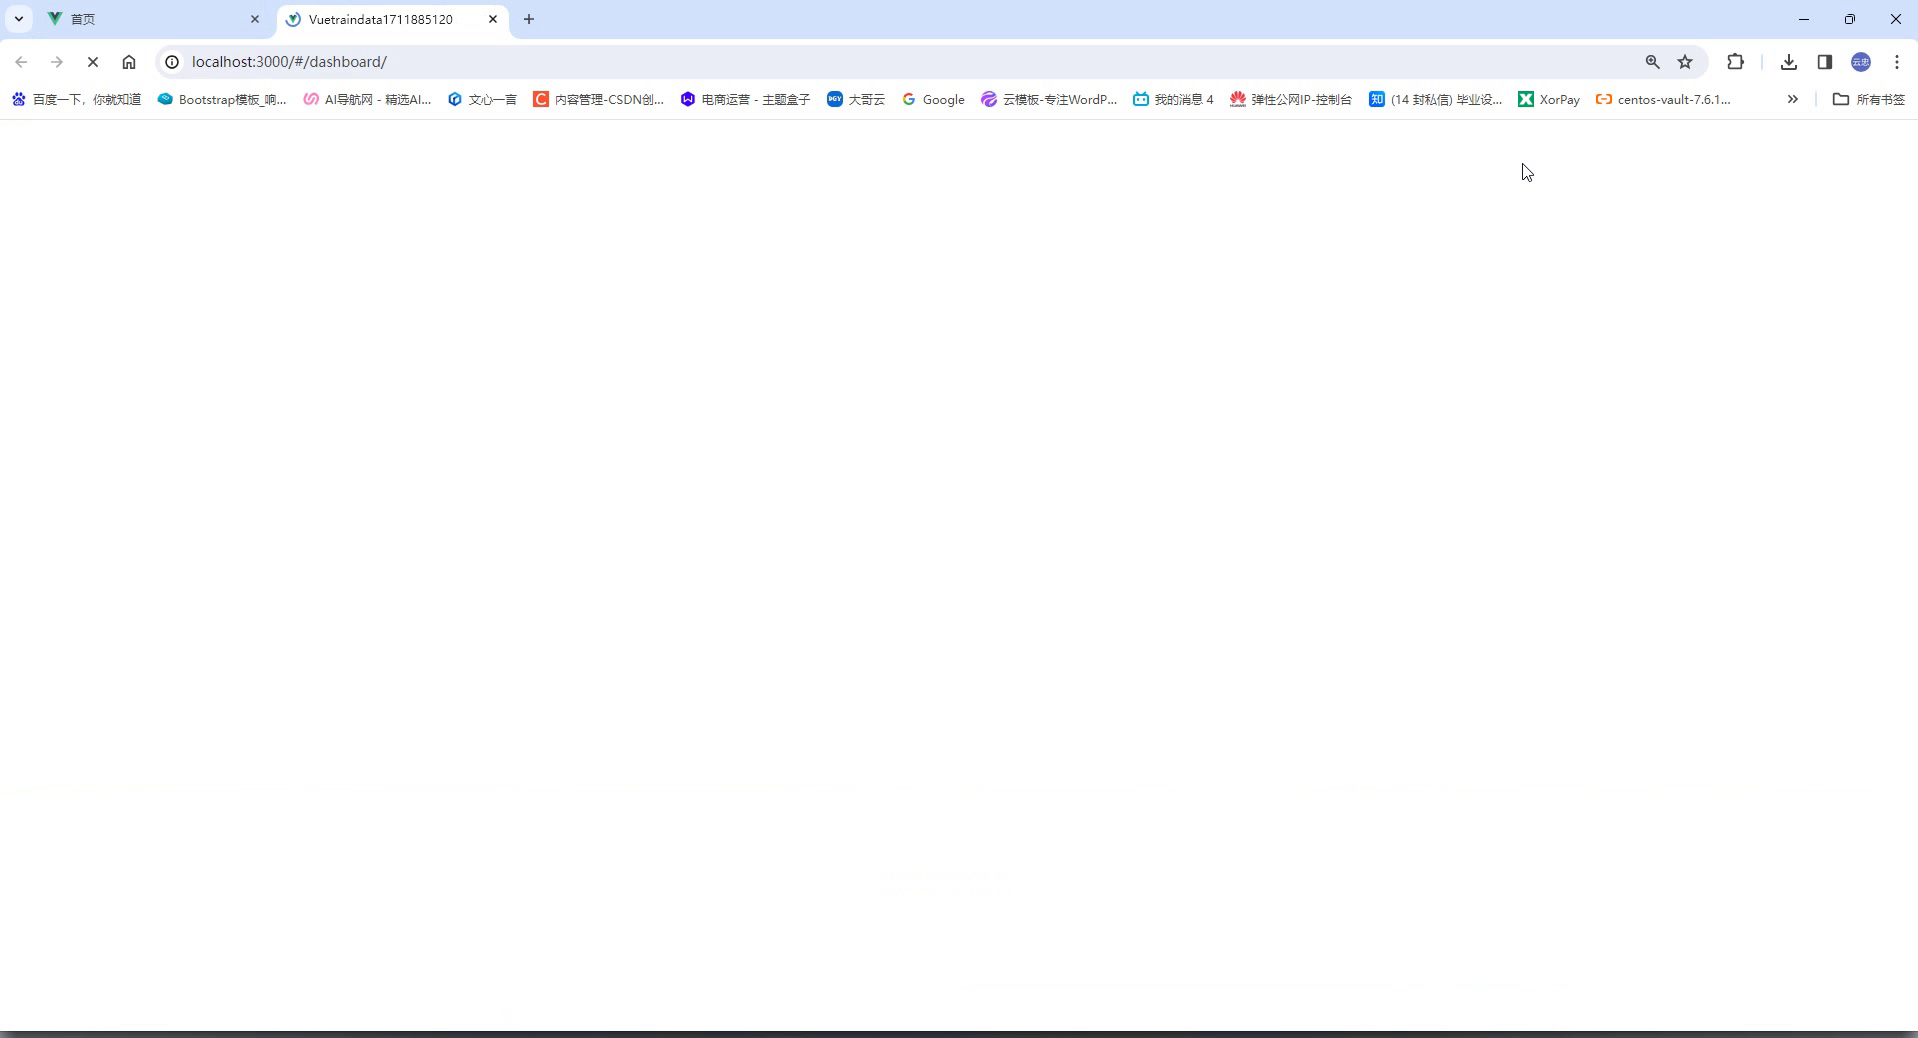 首页
Vuetraindata1711885120
localhost:3000/#/dashboard/
云忠
百度一下，你就知道
Bootstrap模板_响...
AI导航网 - 精选AI...
文心一言
C 内容管理-CSDN创...
电商运营 - 主题盒子
DGY 大哥云
Google
云模板-专注WordP...
我的消息 4
弹性公网IP-控制台
知 (14 封私信) 毕业设...
XorPay
centos-vault-7.6.1...
所有书签